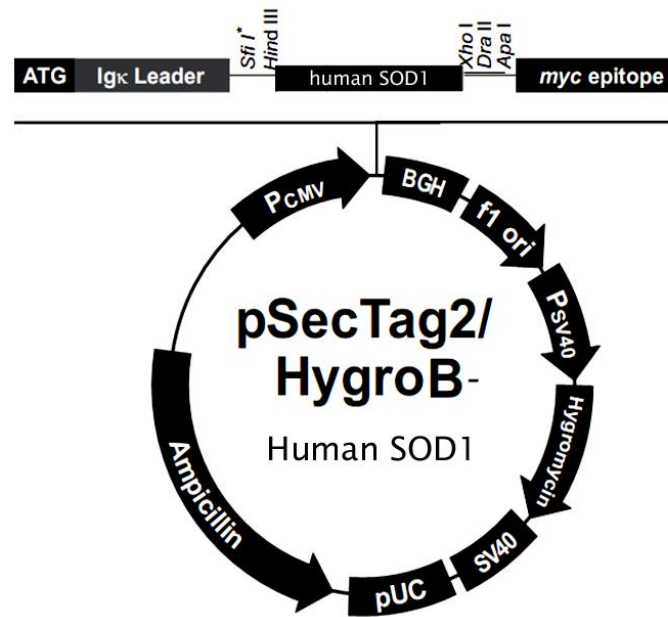 Sfi I*
Hind III
Xho I
Dra II
Apa I
ATG
Igκ Leader
human SOD1
myc epitope
PCMV
BGH
f1 ori
PSV40
Hygromycin
SV40
pUC
Ampicillin
pSecTag2/
HygroB-
Human SOD1